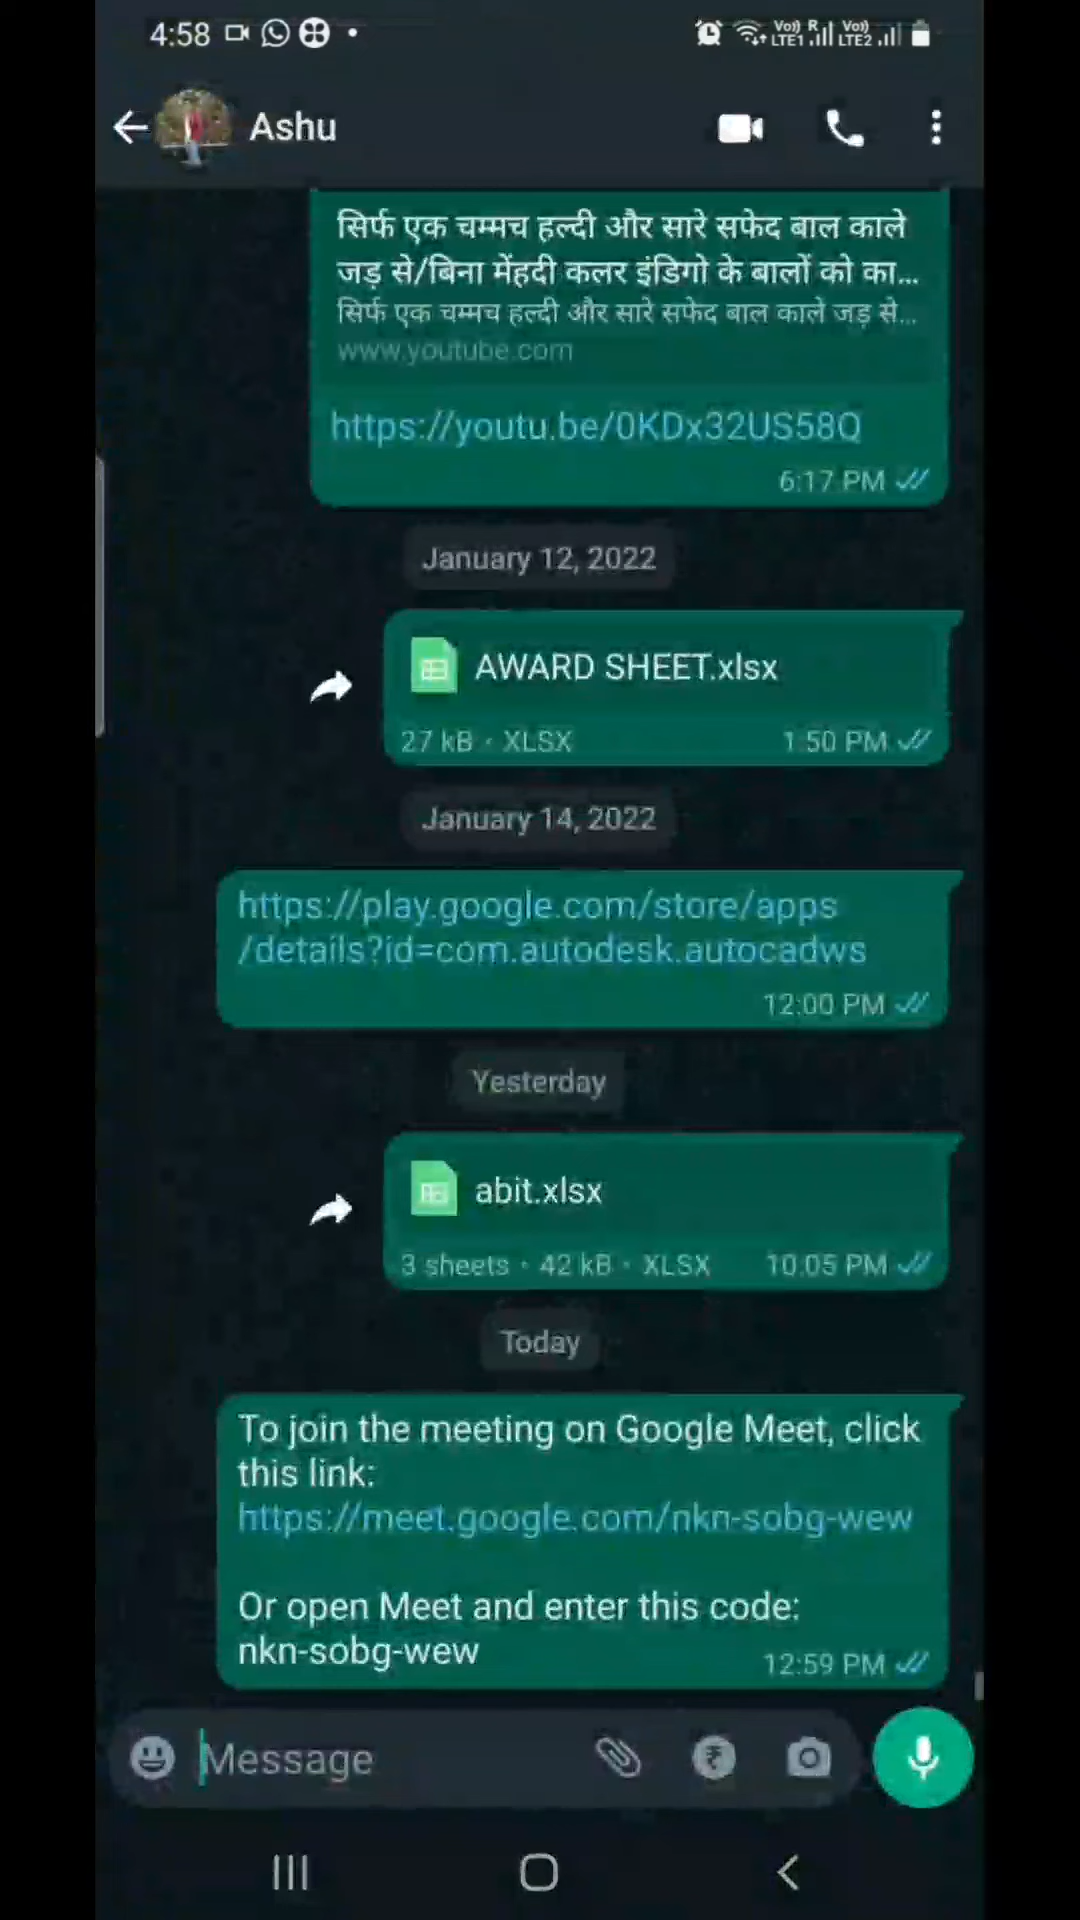 4:58
Vo)) R Vo))
LTE1 LTE2
Ashu
सिर्फ एक चम्मच हल्दी और सारे सफेद बाल काले
जड़ से/बिना मेंहदी कलर इंडिगो के बालों को का...
सिर्फ एक चम्मच हल्दी और सारे सफेद बाल काले जड़ से...
www.youtube.com
https://youtu.be/0KDx32US58Q
6:17 PM
January 12, 2022
AWARD SHEET.xlsx
27 kB · XLSX 1:50 PM
January 14, 2022
https://play.google.com/store/apps
/details?id=com.autodesk.autocadws
12:00 PM
Yesterday
abit.xlsx
3 sheets · 42 kB · XLSX 10:05 PM
Today
To join the meeting on Google Meet, click
this link:
https://meet.google.com/nkn-sobg-wew
Or open Meet and enter this code:
nkn-sobg-wew
12:59 PM
Message